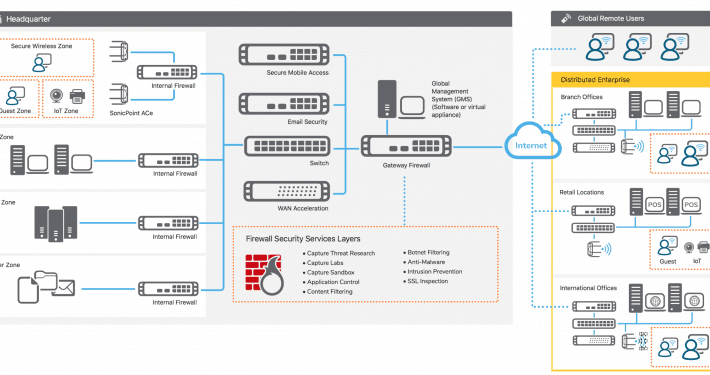 Headquarter
Secure Wireless Zone
Guest Zone
IoT Zone
SonicPoint ACe
Internal Firewall
Zone
Internal Firewall
Zone
Internal Firewall
Zone
Internal Firewall
Secure Mobile Access
Email Security
Switch
WAN Acceleration
Global
Management
System (GMS)
(Software or virtual
appliance)
Gateway Firewall
Firewall Security Services Layers
• Capture Threat Research
• Capture Labs
• Capture Sandbox
• Application Control
• Content Filtering
• Botnet Filtering
• Anti-Malware
• Intrusion Prevention
• SSL Inspection
Internet
Global Remote Users
Distributed Enterprise
Branch Offices
Retail Locations
POS
POS
Guest
IoT
International Offices